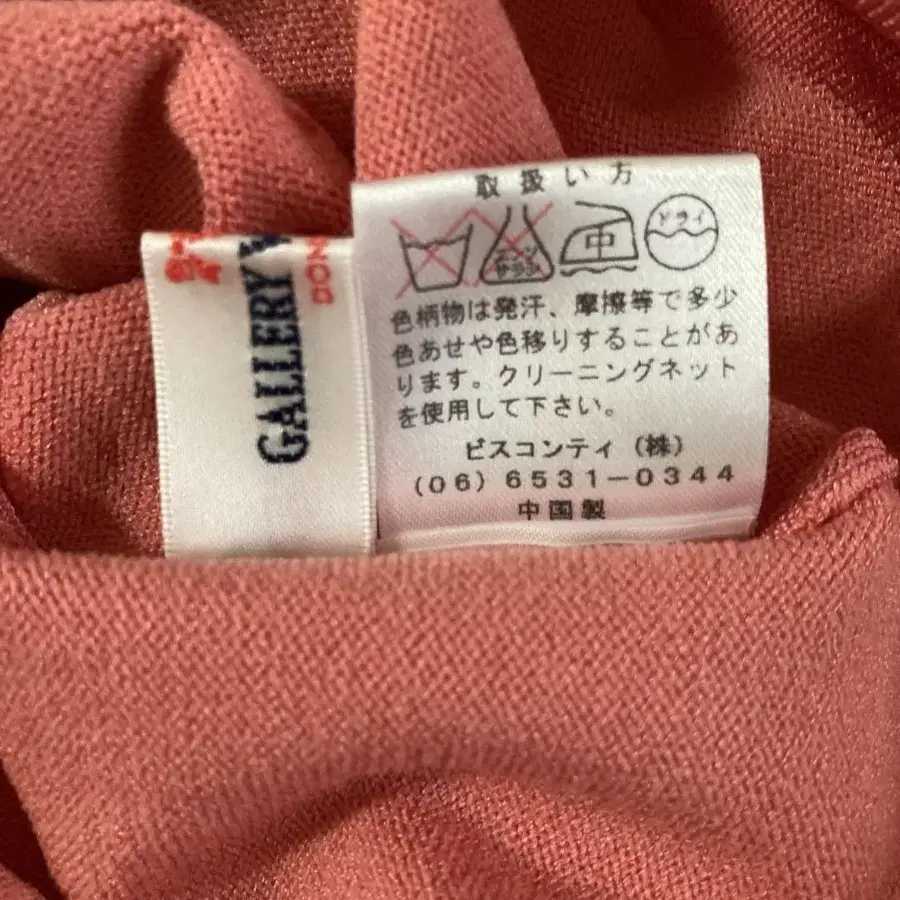 取扱い方
中
ドライ
色柄物は発汗、摩擦等で多少
色あせや色移りすることがあ
ります。クリーニングネット
を使用して下さい。
ビスコンティ（株）
(06) 6531-0344
中国製
GALLERY
DON